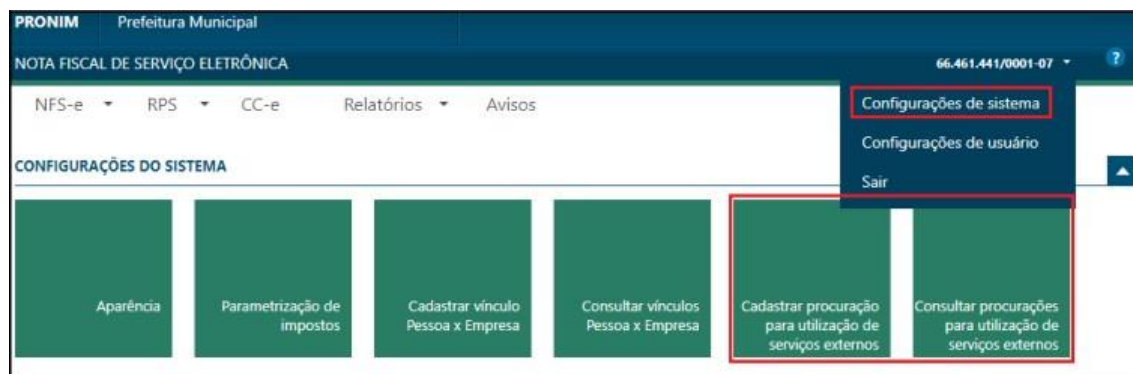 PRONIM Prefeitura Municipal
NOTA FISCAL DE SERVIÇO ELETRÔNICA 66.461.441/0001-07 ?
NFS-e RPS CC-e Relatórios Avisos
Configurações de sistema
Configurações de usuário
Sair
CONFIGURAÇÕES DO SISTEMA
Aparência
Parametrização de
impostos
Cadastrar vínculo
Pessoa x Empresa
Consultar vínculos
Pessoa x Empresa
Cadastrar procuração
para utilização de
serviços externos
Consultar procurações
para utilização de
serviços externos